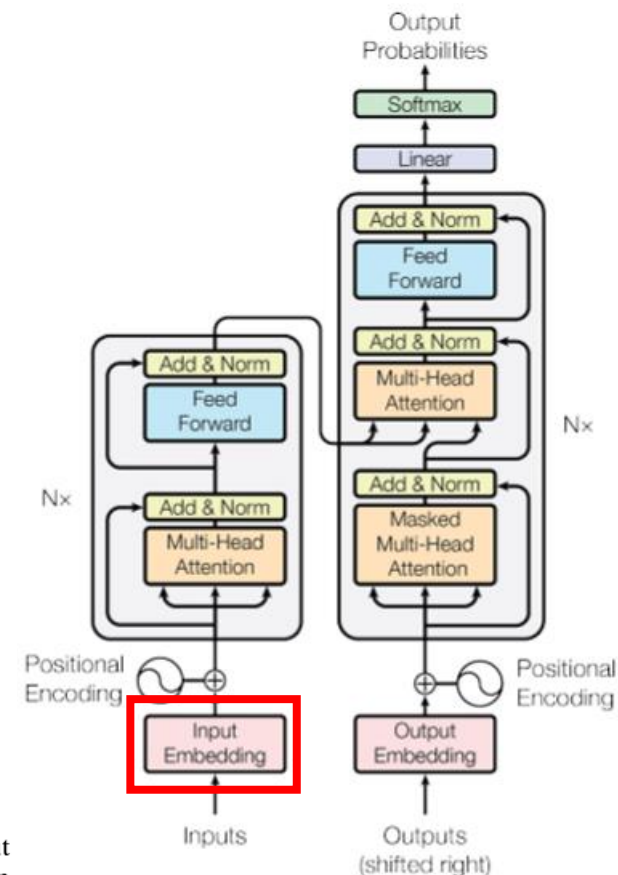 Output
Probabilities
Softmax
Linear
Add & Norm
Feed
Forward
Add & Norm
Multi-Head
Attention
Nx
Add & Norm
Masked
Multi-Head
Attention
Add & Norm
Feed
Forward
Nx
Add & Norm
Multi-Head
Attention
Positional
Encoding
Positional
Encoding
Input
Embedding
Output
Embedding
Inputs
Outputs
(shifted right)